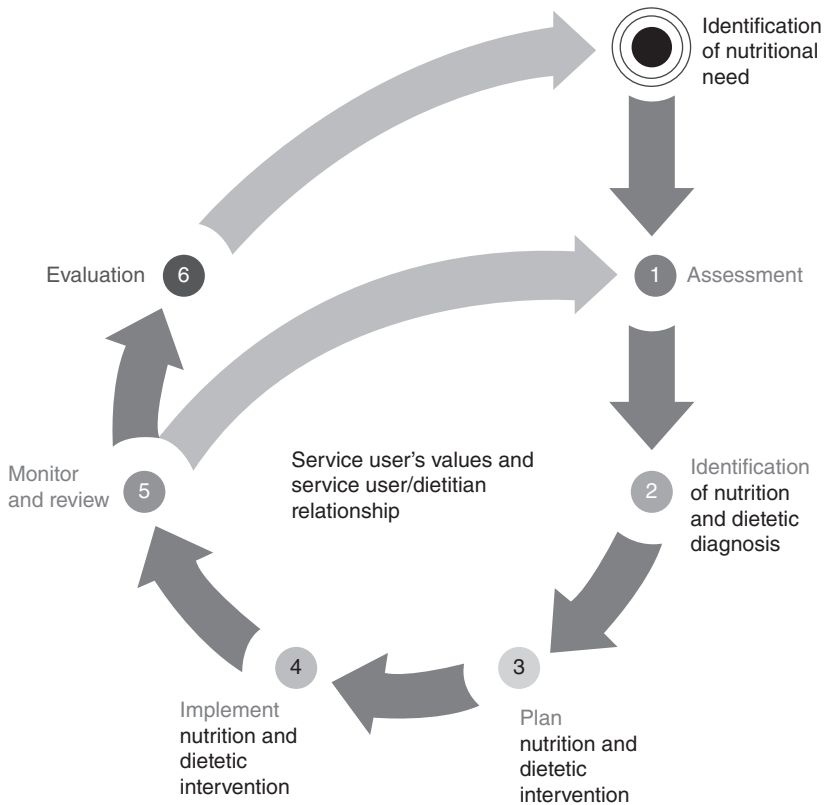 Identification
of nutritional
need
1
Assessment
2
Identification
of nutrition
and dietetic
diagnosis
3
Plan
nutrition and
dietetic
intervention
4
Implement
nutrition and
dietetic
intervention
5
Monitor
and review
6
Evaluation
Service user's values and
service user/dietitian
relationship